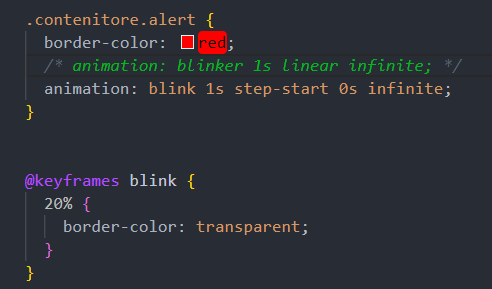 .contenitore.alert {
border-color: red;
/* animation: blinker 1s linear infinite; */
animation: blink 1s step-start 0s infinite;
}
@keyframes blink {
20% {
border-color: transparent;
}
}